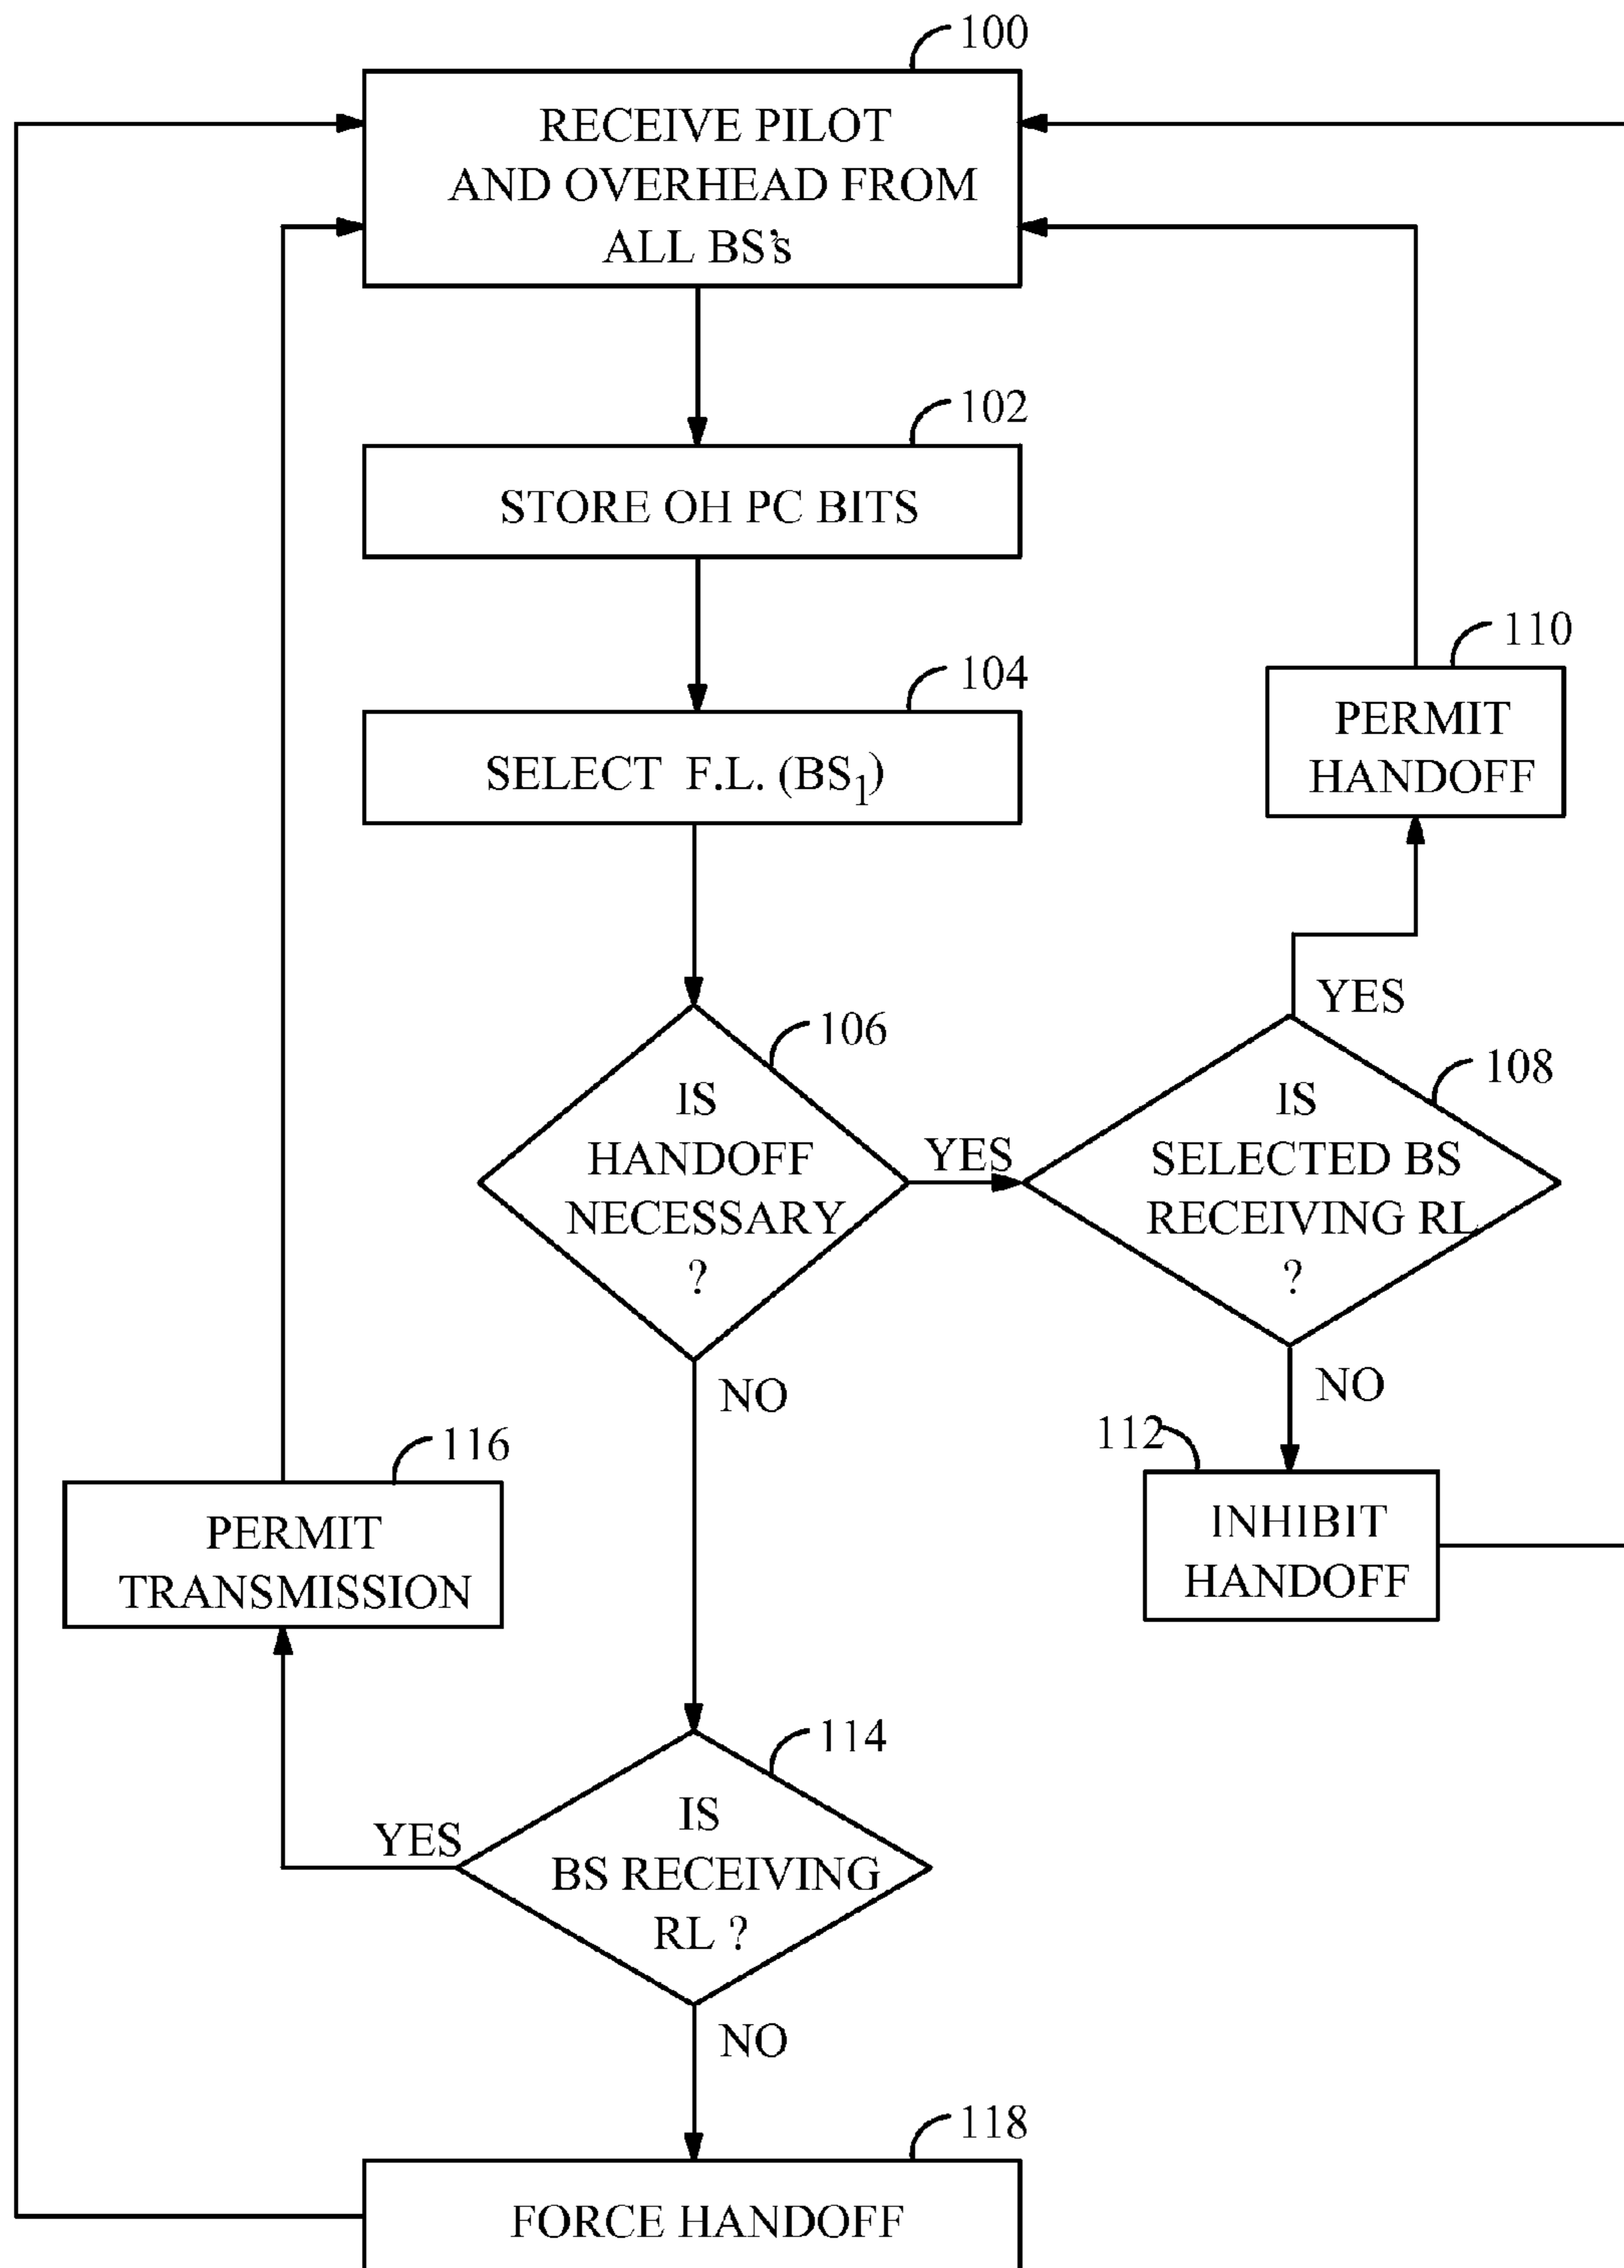 100
RECEIVE PILOT
AND OVERHEAD FROM
ALL BS's
102
STORE OH PC BITS
104
SELECT F.L. (BS1)
110
PERMIT
HANDOFF
106
IS
HANDOFF
NECESSARY
?
YES
NO
108
IS
SELECTED BS
RECEIVING RL
?
YES
NO
112
INHIBIT
HANDOFF
116
PERMIT
TRANSMISSION
114
IS
BS RECEIVING
RL ?
YES
NO
118
FORCE HANDOFF